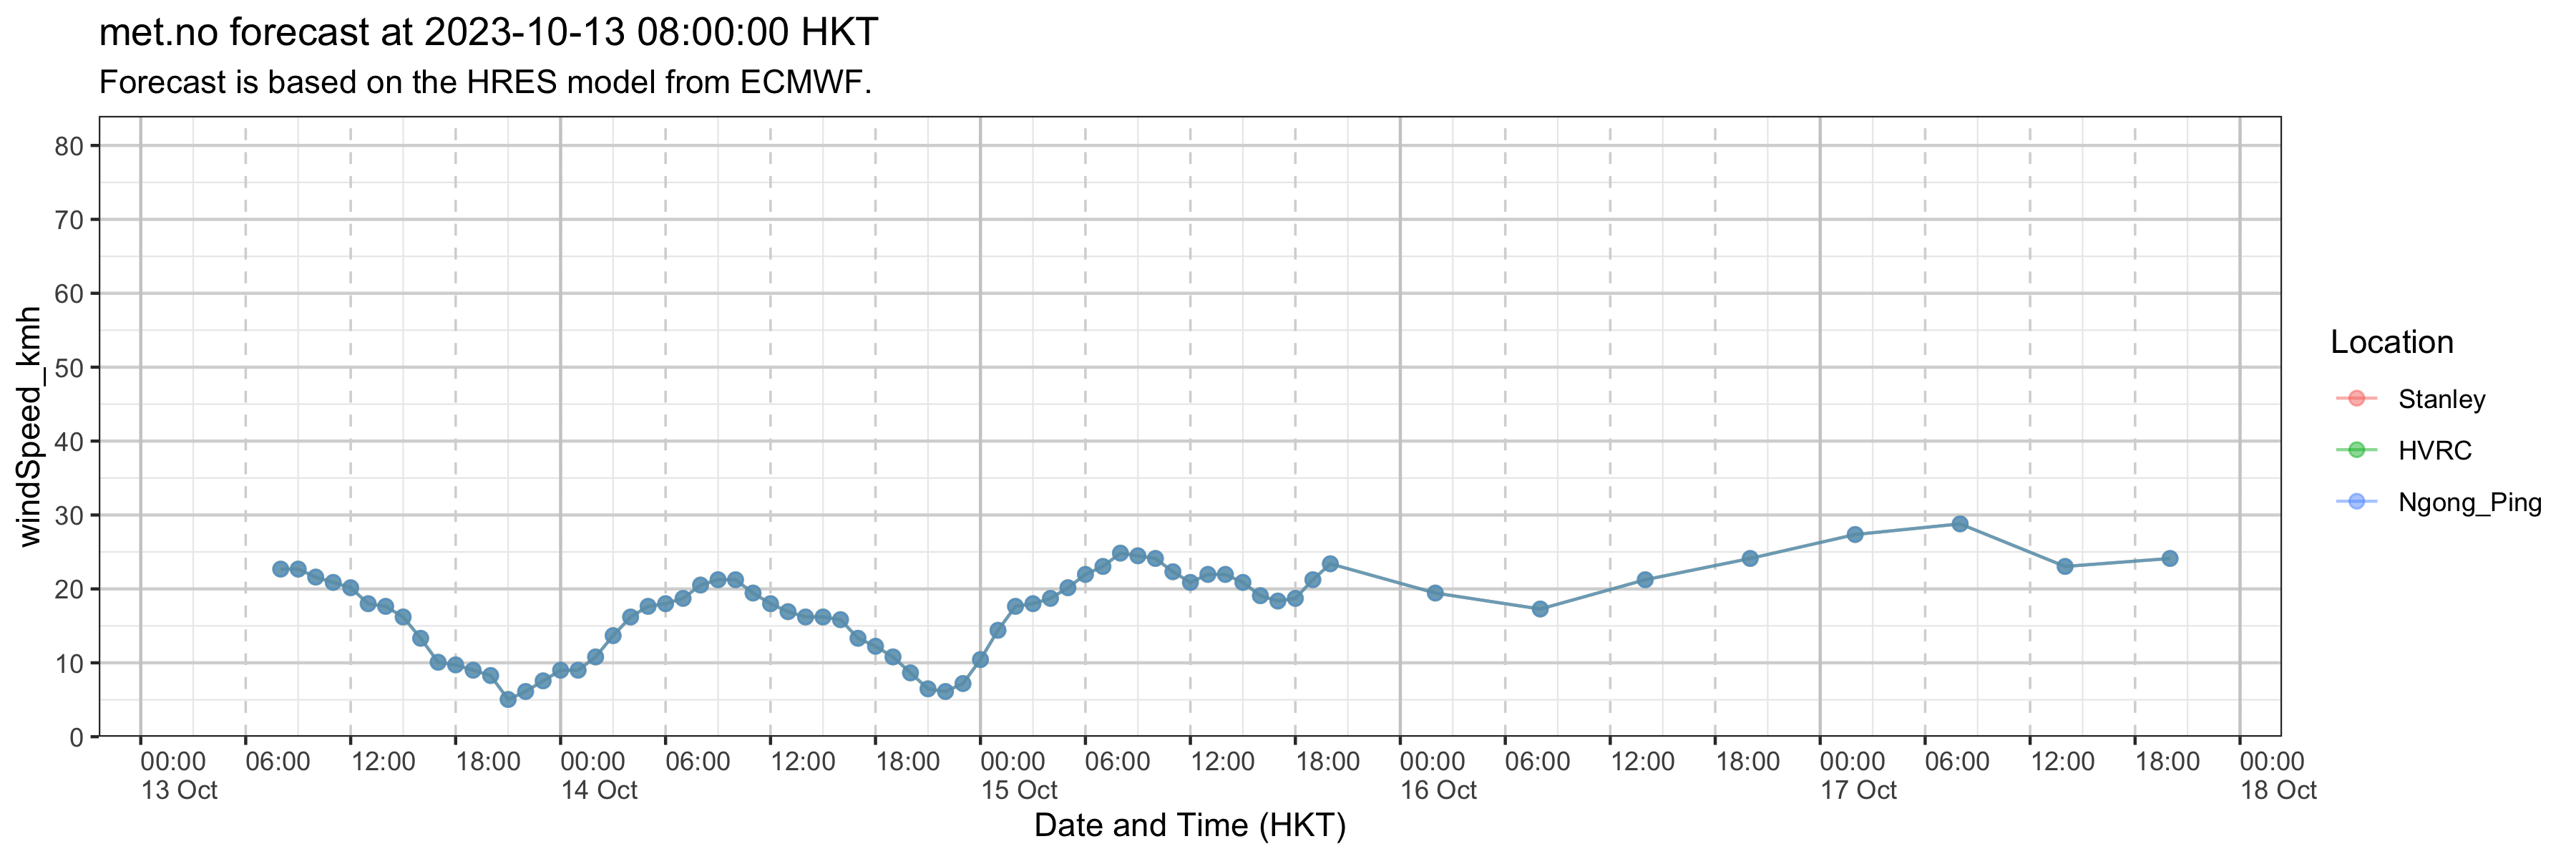 met.no forecast at 2023-10-13 08:00:00 HKT
Forecast is based on the HRES model from ECMWF.
windSpeed_kmh
80
70
60
50
40
30
20
10
0
00:00 06:00 12:00 18:00 00:00 06:00 12:00 18:00 00:00 06:00 12:00 18:00 00:00 06:00 12:00 18:00 00:00 06:00 12:00 18:00 00:00
13 Oct 14 Oct 15 Oct 16 Oct 17 Oct 18 Oct
Date and Time (HKT)
Location
Stanley
HVRC
Ngong_Ping